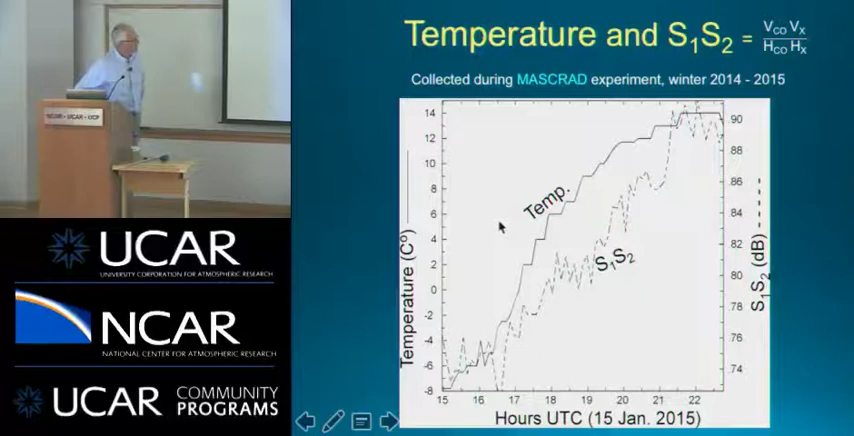 Temperature and S1S2 = VCO VX / HCO HX
Collected during MASCRAD experiment, winter 2014 - 2015
NCAR - UCAR - UCP
14
12
10
8
6
4
2
0
-2
-4
-6
-8
Temperature (C°)
Temp.
S1S2
.90
.88
.86
.84
.82
.80
.78
.76
.74
S1S2 (dB)
15 16 17 18 19 20 21 22
Hours UTC (15 Jan. 2015)
UCAR
UNIVERSITY CORPORATION FOR ATMOSPHERIC RESEARCH
NCAR
NATIONAL CENTER FOR ATMOSPHERIC RESEARCH
UCAR COMMUNITY
PROGRAMS